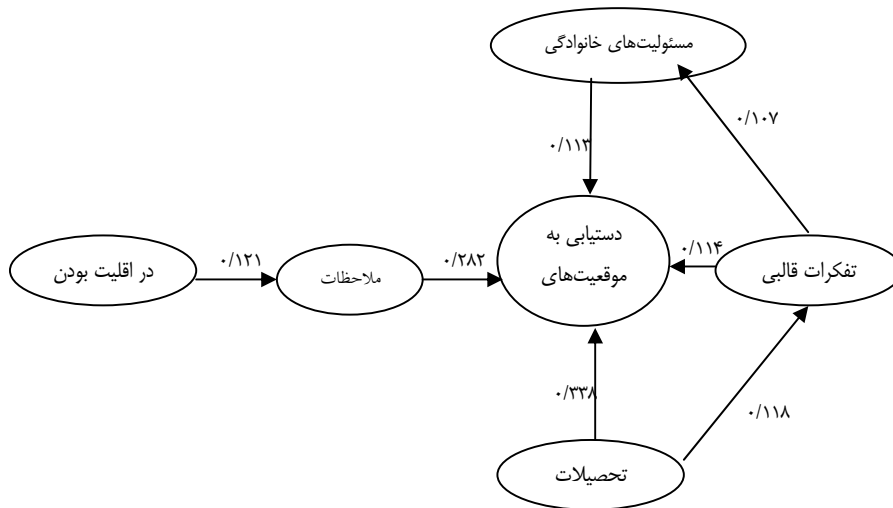 مسئولیت‌های خانوادگی
۰/۱۰۷
۰/۱۱۳
دستیابی به
موقعیت‌های
۰/۱۱۴
تفکرات قالبی
۰/۲۸۲
ملاحظات
۰/۱۲۱
در اقلیت بودن
۰/۳۳۸
۰/۱۱۸
تحصیلات